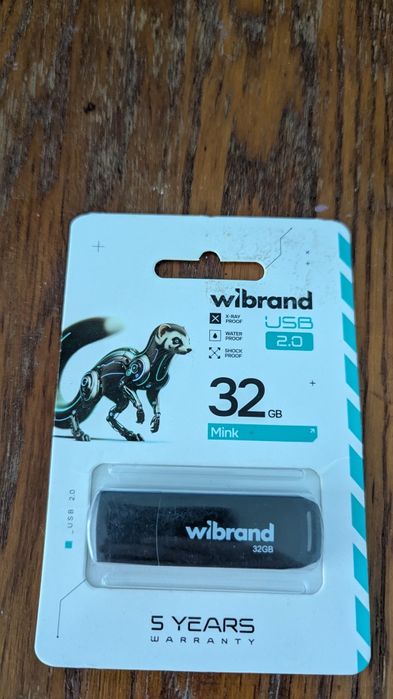 wibrand
X-RAY
PROOF
WATER
PROOF
SHOCK
PROOF
USB
2.0
32 GB
Mink
_USB 2.0
wibrand
32GB
5 YEARS
WARRANTY